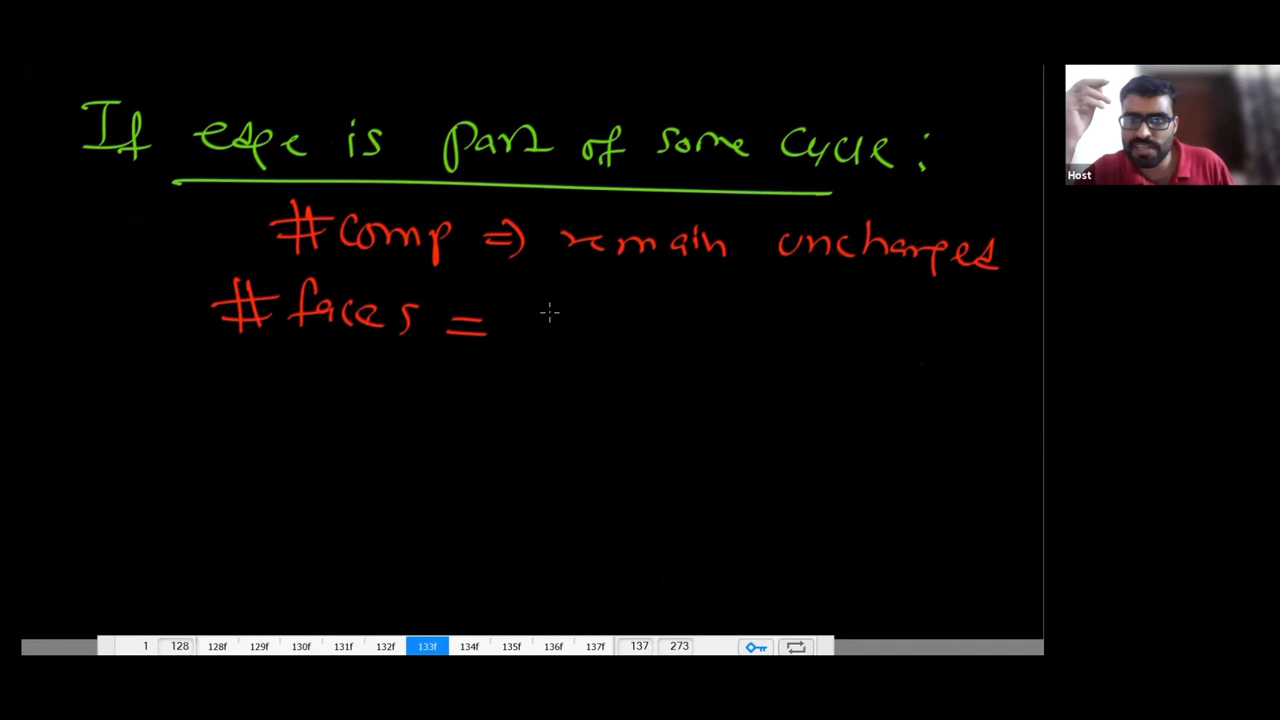 If edge is part of some cycle:
#comp ⇒ remain unchanges
#faces =
Host
1 128 128f 129f 130f 131f 132f 133f 134f 135f 136f 137f 137 273